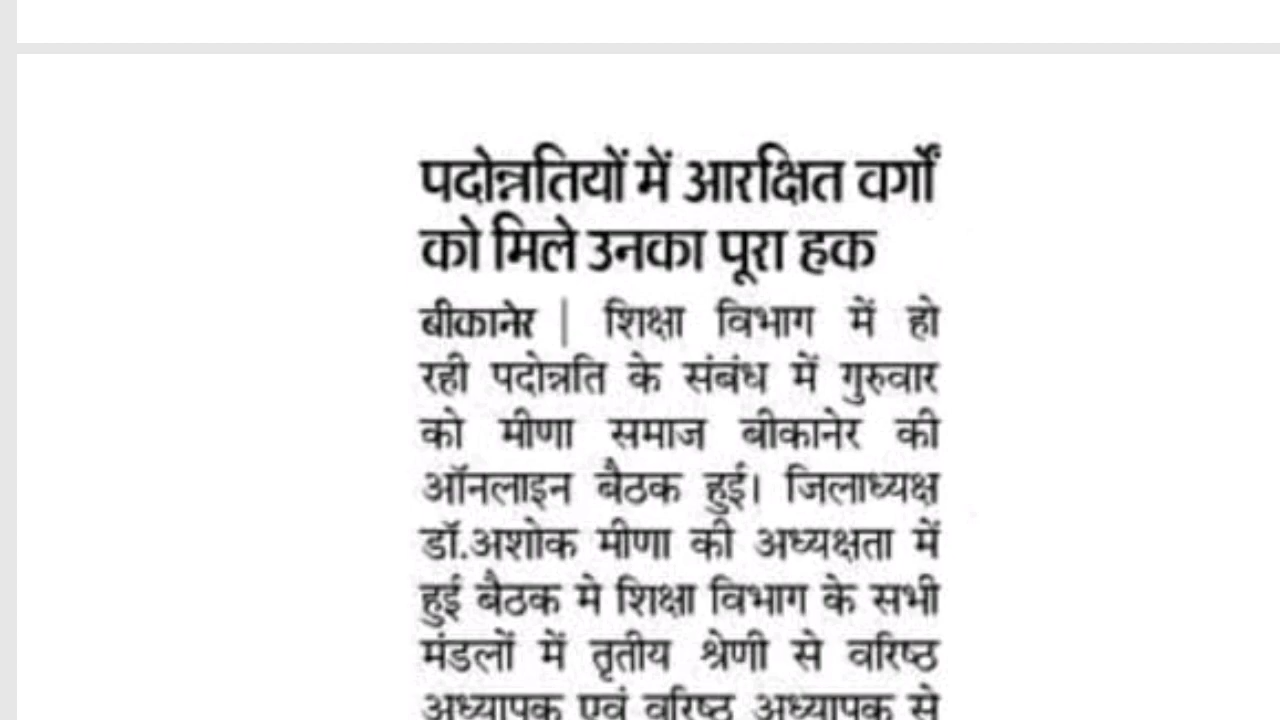 पदोन्नतियों में आरक्षित वर्गों
को मिले उनका पूरा हक
बीकानेर | शिक्षा विभाग में हो
रही पदोन्नति के संबंध में गुरुवार
को मीणा समाज बीकानेर की
ऑनलाइन बैठक हुई। जिलाध्यक्ष
डॉ.अशोक मीणा की अध्यक्षता में
हुई बैठक मे शिक्षा विभाग के सभी
मंडलों में तृतीय श्रेणी से वरिष्ठ
अध्यापक एवं वरिष्ठ अध्यापक से